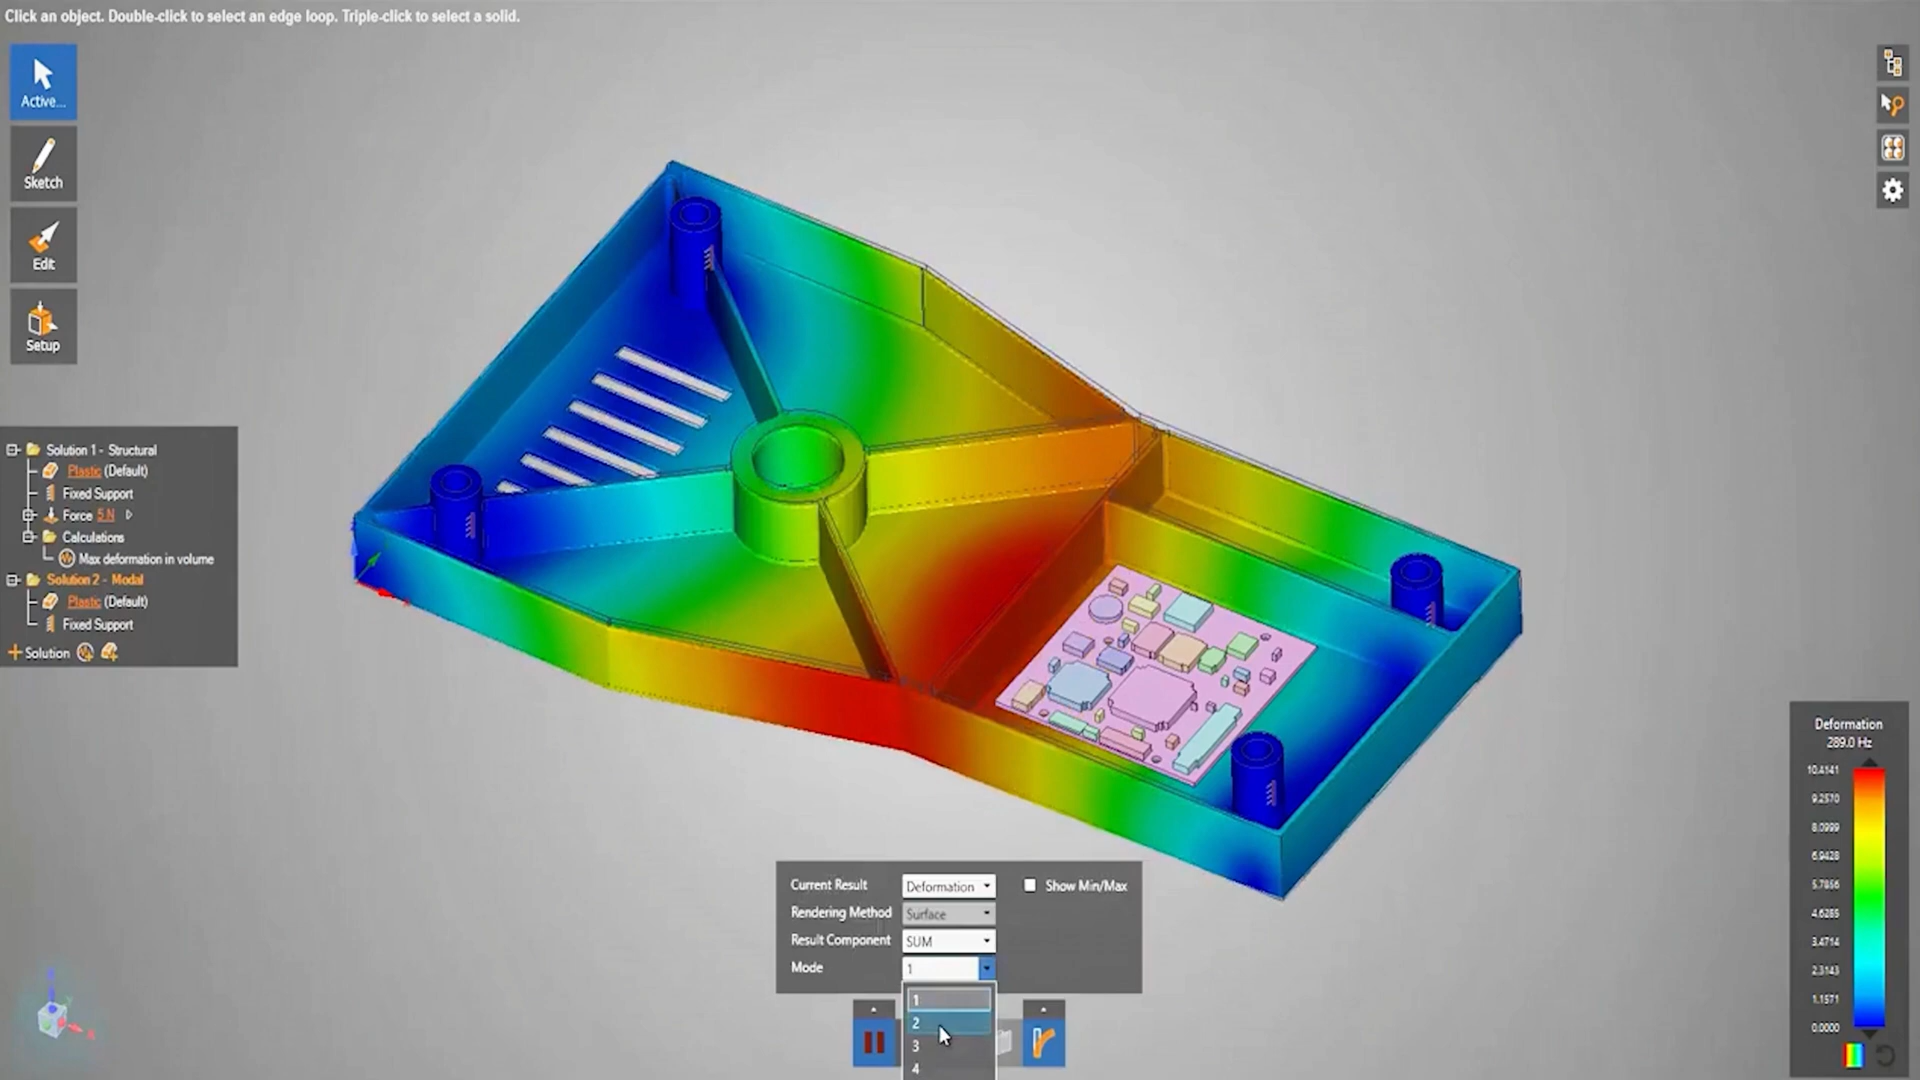 Click an object. Double-click to select an edge loop. Triple-click to select a solid.
Active...
Sketch
Edit
Setup
Solution 1 - Structural
Plastic (Default)
Fixed Support
Force 5 N
Calculations
Max deformation in volume
Solution 2 - Modal
Plastic (Default)
Fixed Support
Solution
Current Result Deformation Show Min/Max
Rendering Method Surface
Result Component SUM
Mode 1
1
2
3
4
Deformation
289.0 Hz
10.4141
9.2570
8.0999
6.9428
5.7856
4.6285
3.4714
2.3143
1.1571
0.0000